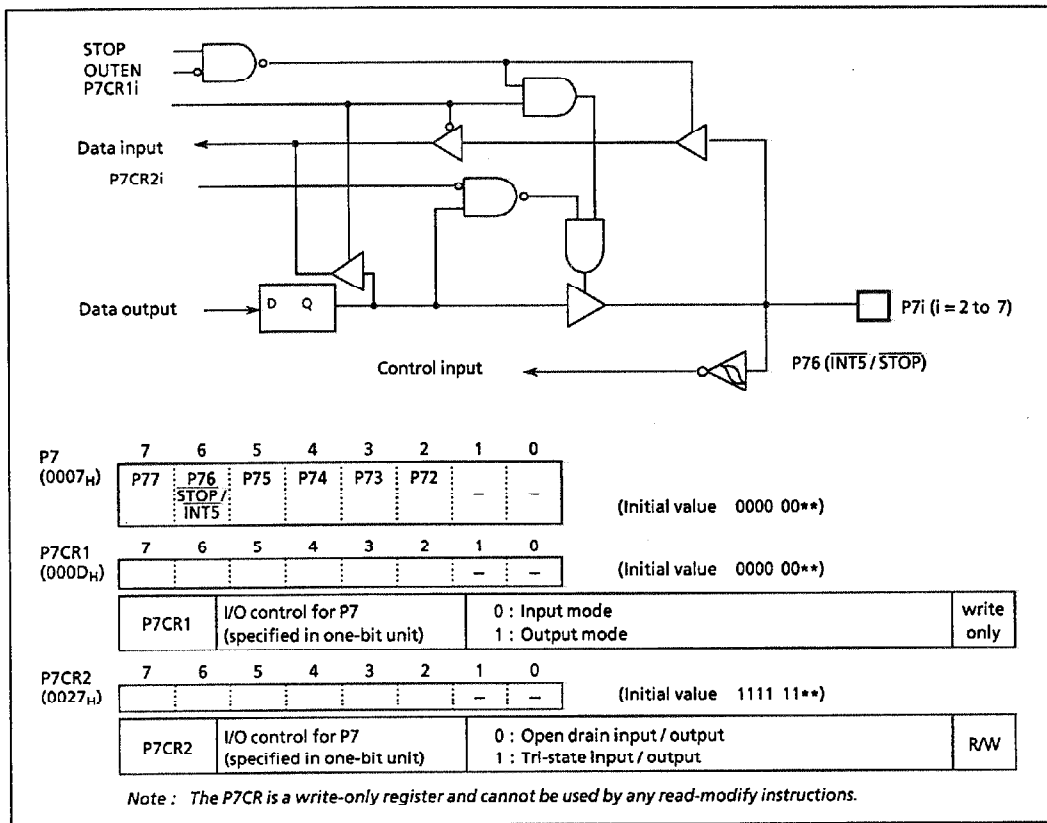 STOP
OUTEN
P7CR1i
Data input
P7CR2i
D Q
Data output
P7i (i = 2 to 7)
Control input
P76 (INT5 / STOP)
P7
(0007H)
7 6 5 4 3 2 1 0
P77 P76 P75 P74 P73 P72 – –
STOP /
INT5
(Initial value 0000 00**)
P7CR1
(000DH)
7 6 5 4 3 2 1 0
– –
(Initial value 0000 00**)
P7CR1
I/O control for P7
(specified in one-bit unit)
0 : Input mode
1 : Output mode
write
only
P7CR2
(0027H)
7 6 5 4 3 2 1 0
– –
(Initial value 1111 11**)
P7CR2
I/O control for P7
(specified in one-bit unit)
0 : Open drain input / output
1 : Tri-state input / output
R/W
Note : The P7CR is a write-only register and cannot be used by any read-modify instructions.